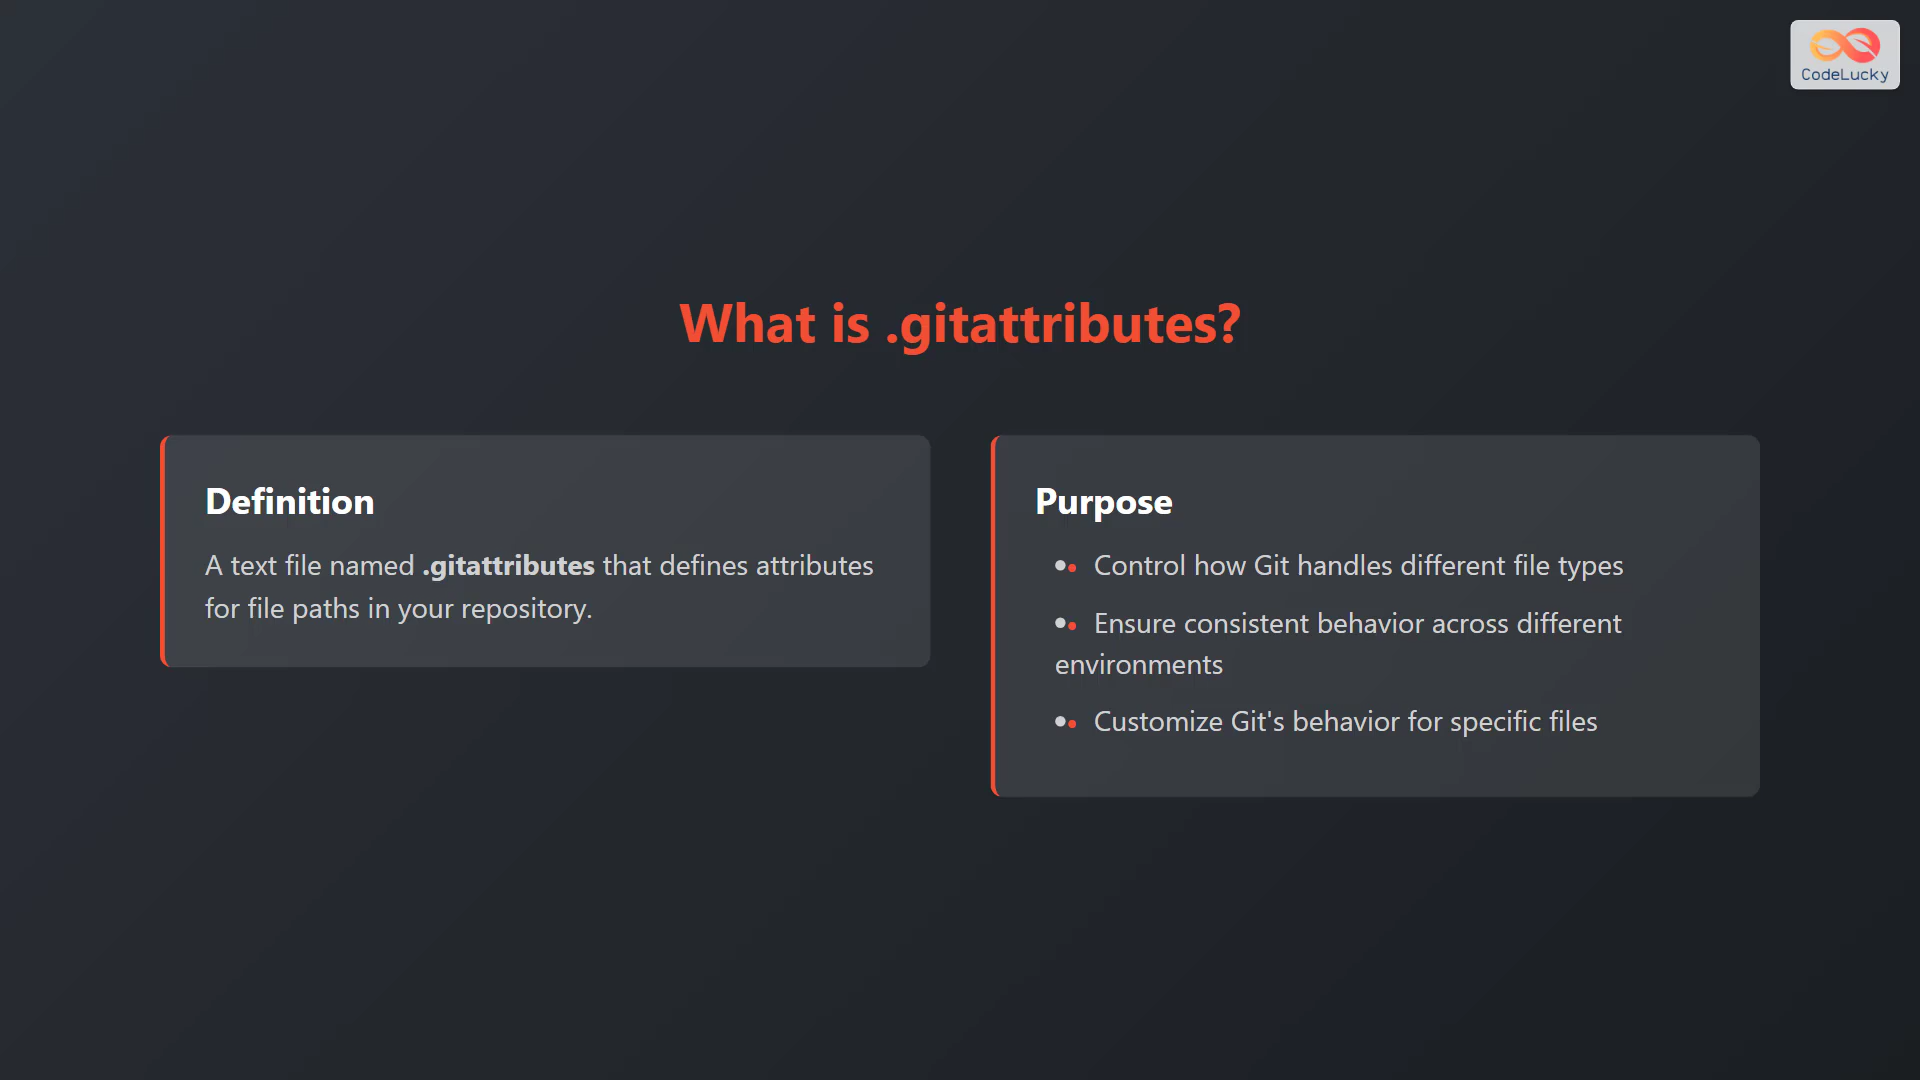 CodeLucky
What is .gitattributes?
Definition
A text file named .gitattributes that defines attributes
for file paths in your repository.
Purpose
Control how Git handles different file types
Ensure consistent behavior across different
environments
Customize Git's behavior for specific files